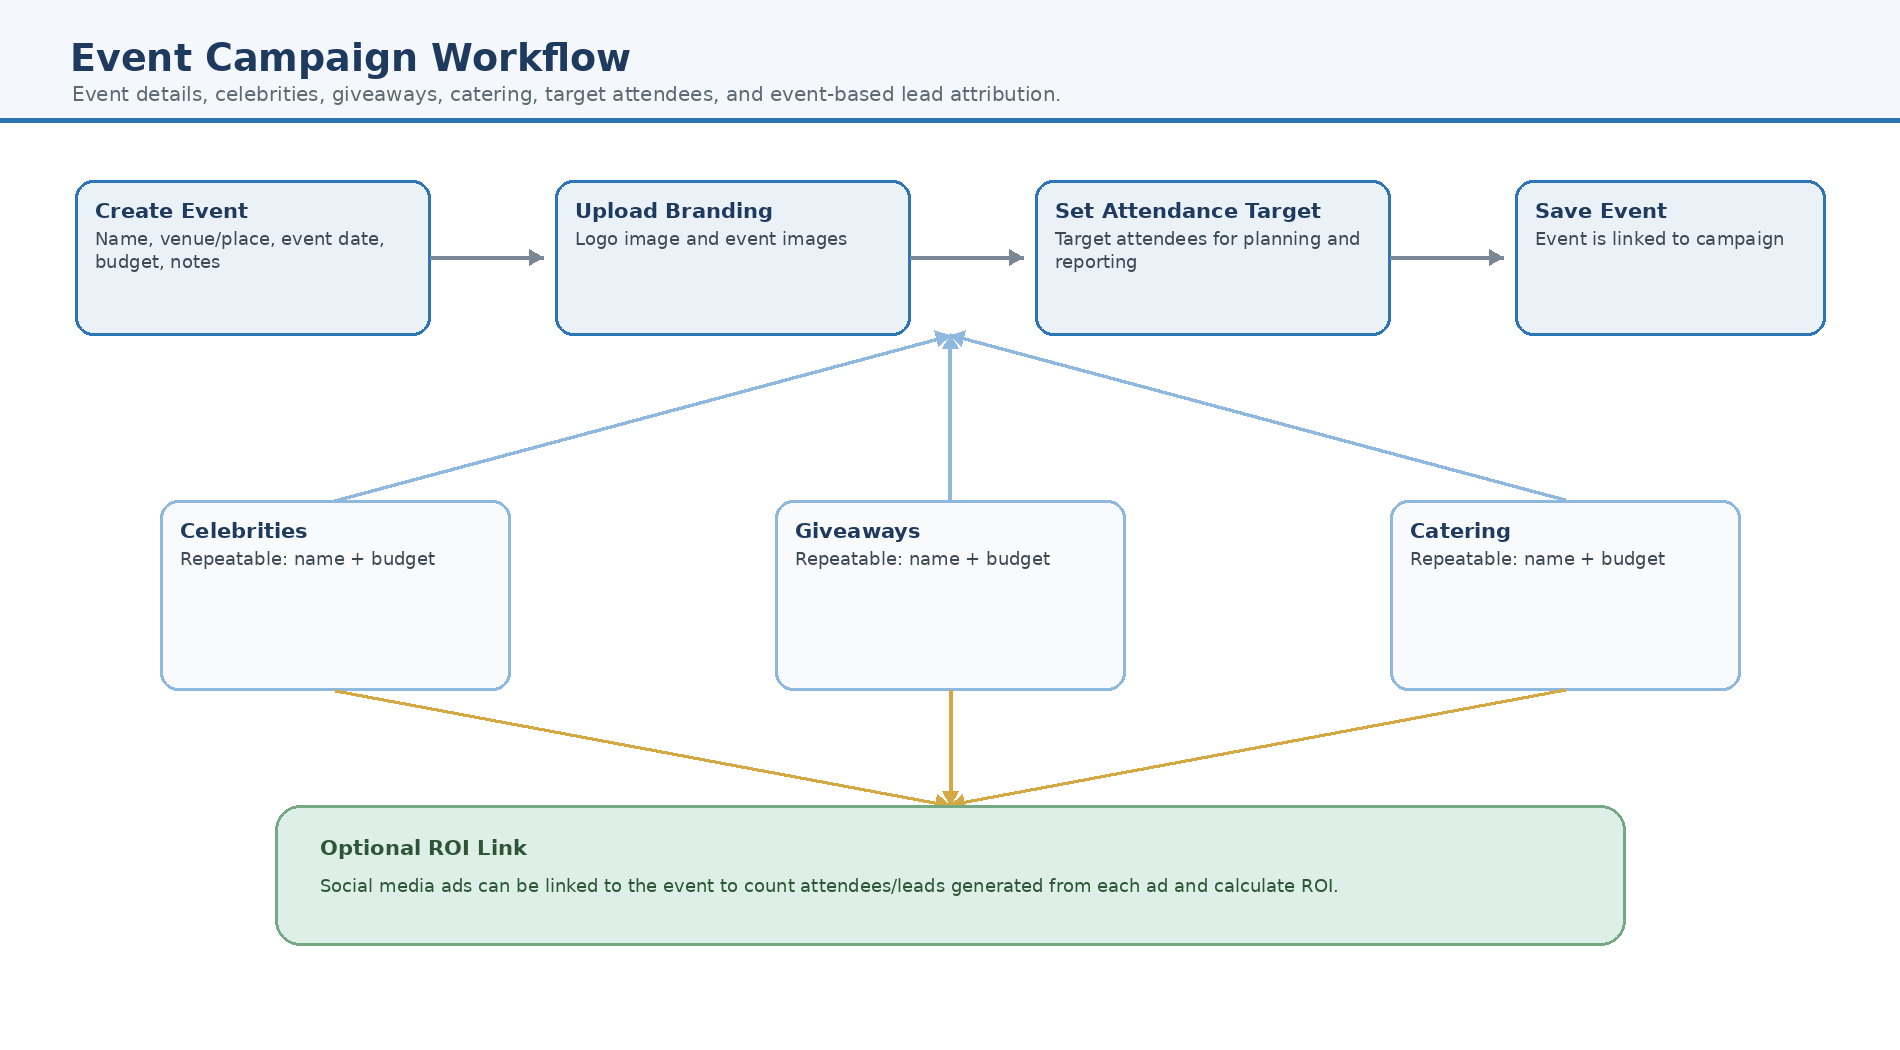 Event Campaign Workflow
Event details, celebrities, giveaways, catering, target attendees, and event-based lead attribution.
Create Event
Name, venue/place, event date,
budget, notes
Upload Branding
Logo image and event images
Set Attendance Target
Target attendees for planning and
reporting
Save Event
Event is linked to campaign
Celebrities
Repeatable: name + budget
Giveaways
Repeatable: name + budget
Catering
Repeatable: name + budget
Optional ROI Link
Social media ads can be linked to the event to count attendees/leads generated from each ad and calculate ROI.